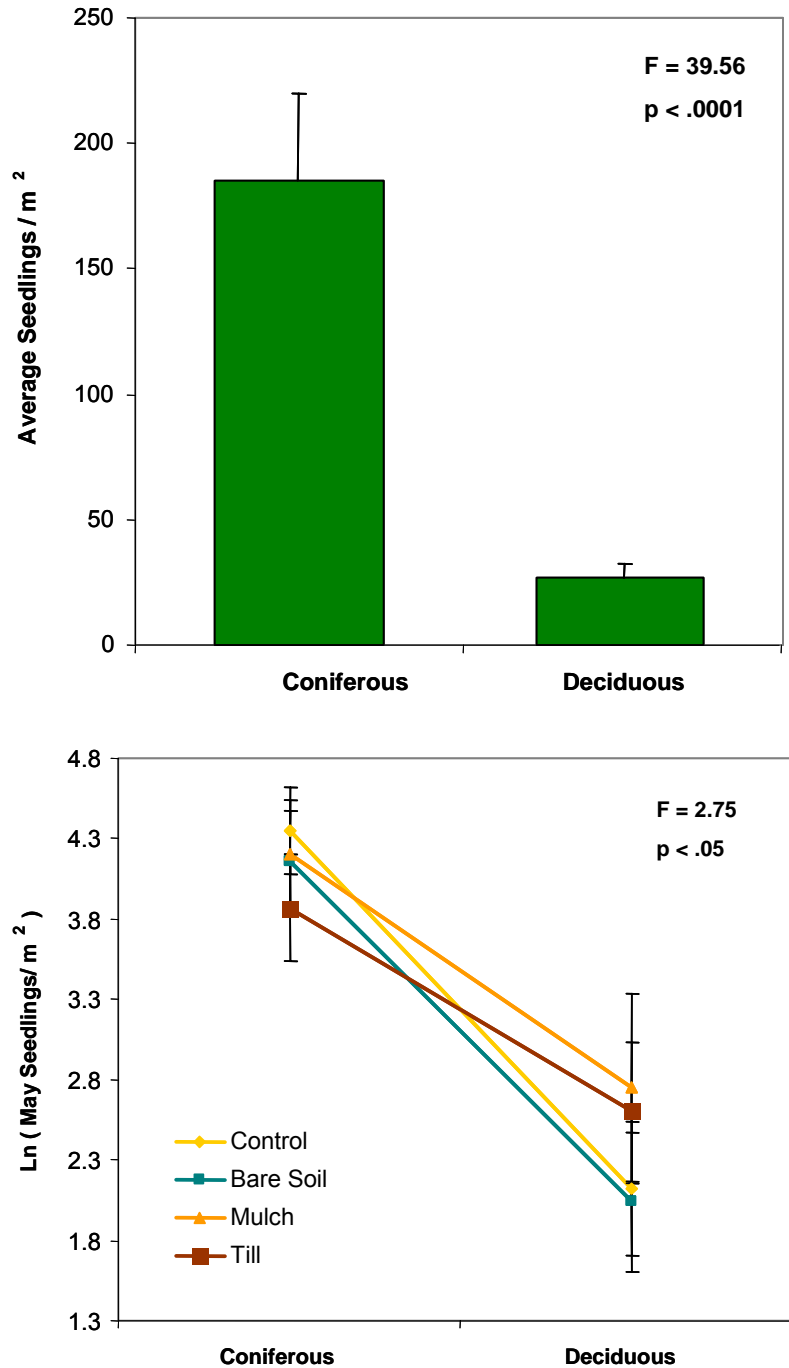 250
200
150
100
50
0
Average Seedlings / m ²
F = 39.56
p < .0001
Coniferous Deciduous
4.8
4.3
3.8
3.3
2.8
2.3
1.8
1.3
Ln ( May Seedlings/ m ² )
F = 2.75
p < .05
Control
Bare Soil
Mulch
Till
Coniferous Deciduous